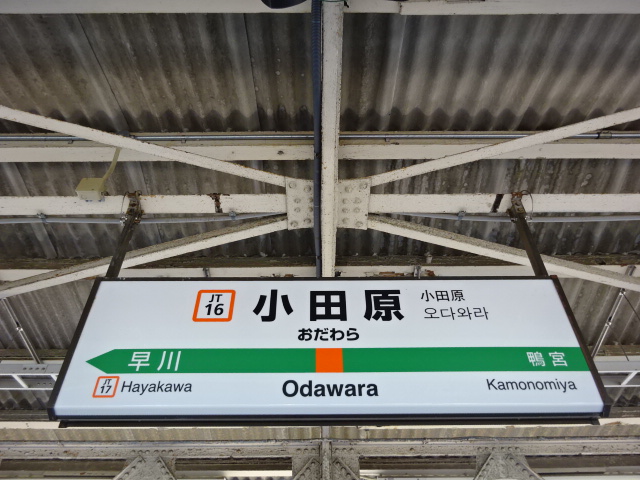 JT
16
小田原
小田原
오다와라
おだわら
早川
鴨宮
JT
17
Hayakawa
Odawara
Kamonomiya